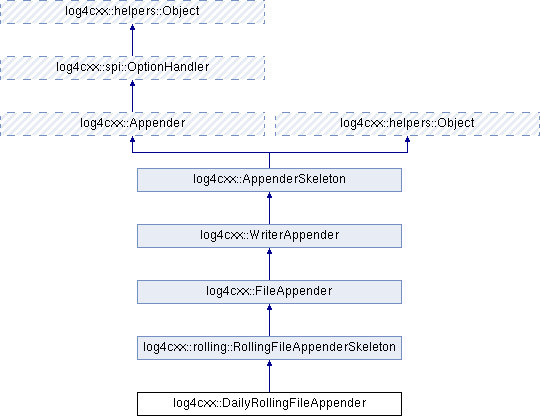 log4cxx::helpers::Object
log4cxx::spi::OptionHandler
log4cxx::Appender
log4cxx::helpers::Object
log4cxx::AppenderSkeleton
log4cxx::WriterAppender
log4cxx::FileAppender
log4cxx::rolling::RollingFileAppenderSkeleton
log4cxx::DailyRollingFileAppender